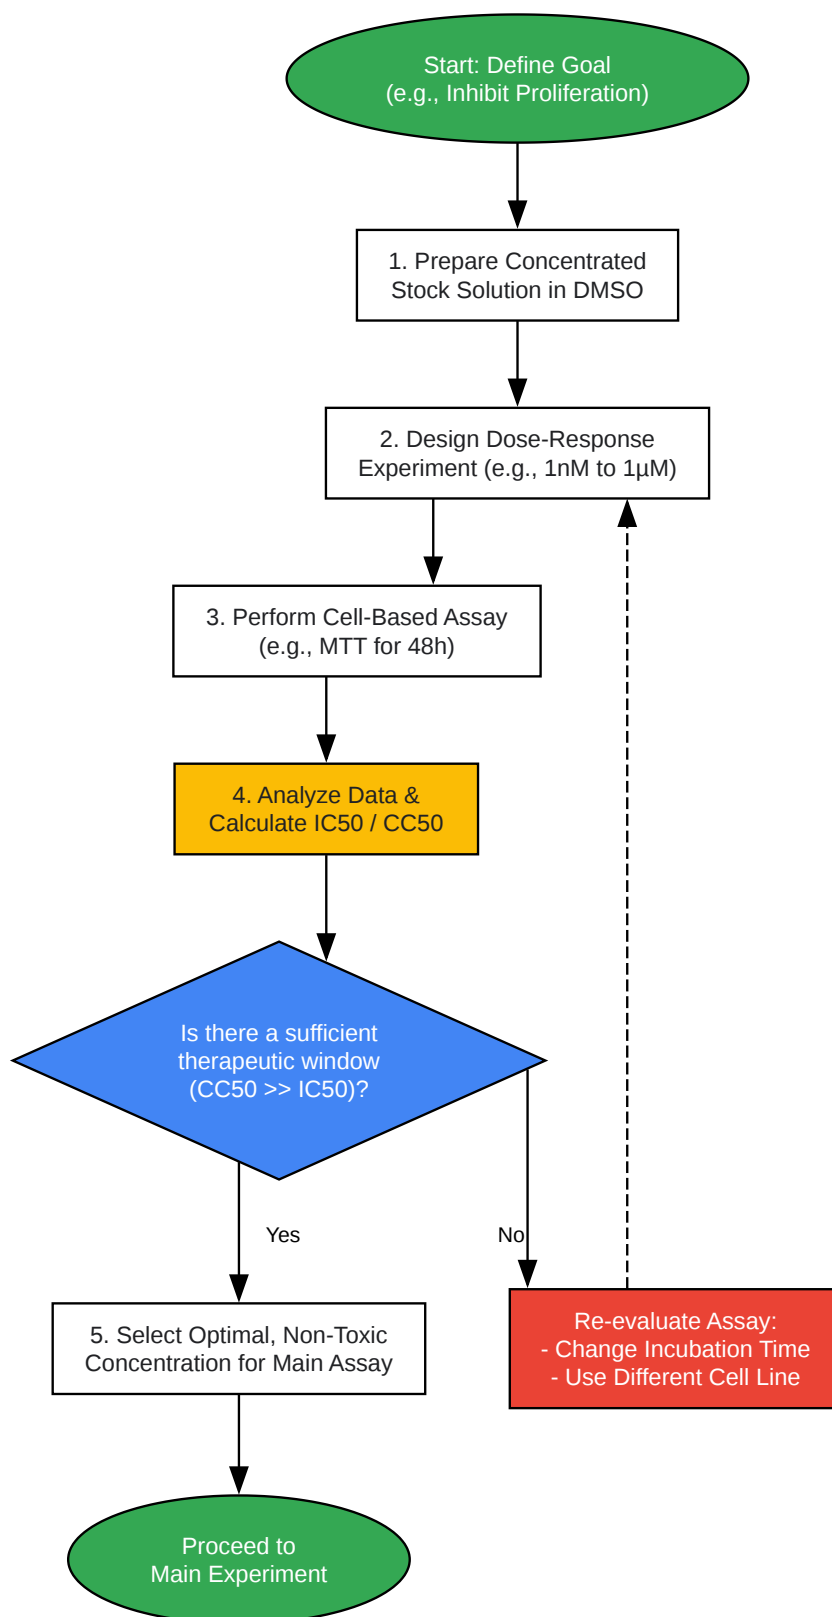 Start: Define Goal
(e.g., Inhibit Proliferation)
1. Prepare Concentrated
Stock Solution in DMSO
2. Design Dose-Response
Experiment (e.g., 1nM to 1µM)
3. Perform Cell-Based Assay
(e.g., MTT for 48h)
4. Analyze Data &
Calculate IC50 / CC50
Is there a sufficient
therapeutic window
(CC50 >> IC50)?
Yes
No
5. Select Optimal, Non-Toxic
Concentration for Main Assay
Re-evaluate Assay:
- Change Incubation Time
- Use Different Cell Line
Proceed to
Main Experiment